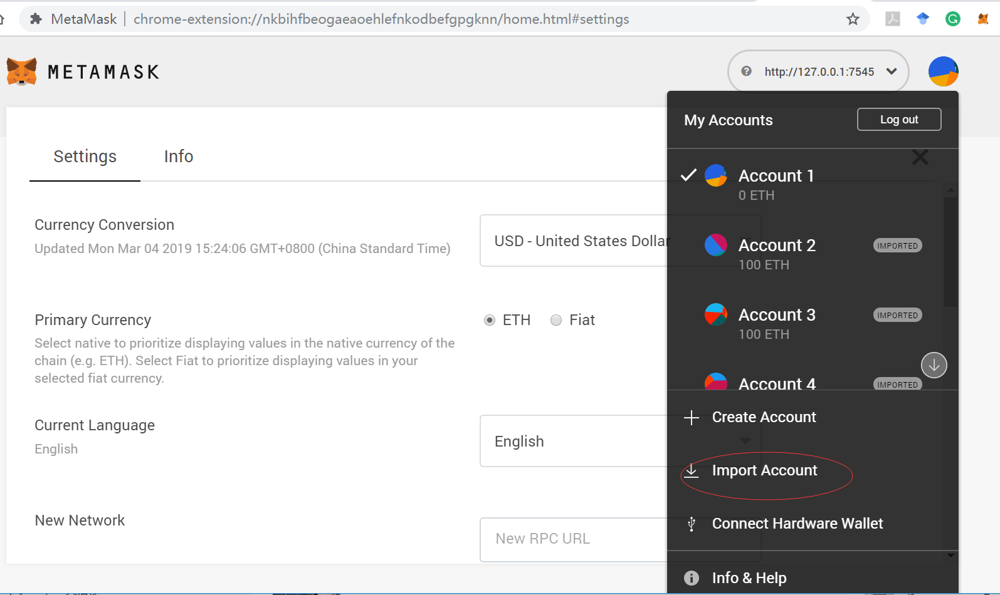 MetaMask
chrome-extension://nkbihfbeogaeaoehlefnkodbefgpgknn/home.html#settings
METAMASK
http://127.0.0.1:7545
My Accounts
Log out
Settings
Info
Account 1
0 ETH
Currency Conversion
Updated Mon Mar 04 2019 15:24:06 GMT+0800 (China Standard Time)
USD - United States Dollar
Account 2
IMPORTED
100 ETH
Primary Currency
Select native to prioritize displaying values in the native currency of the
chain (e.g. ETH). Select Fiat to prioritize displaying values in your
selected fiat currency.
ETH
Fiat
Account 3
IMPORTED
100 ETH
Account 4
IMPORTED
Current Language
English
English
Create Account
Import Account
New Network
New RPC URL
Connect Hardware Wallet
Info & Help